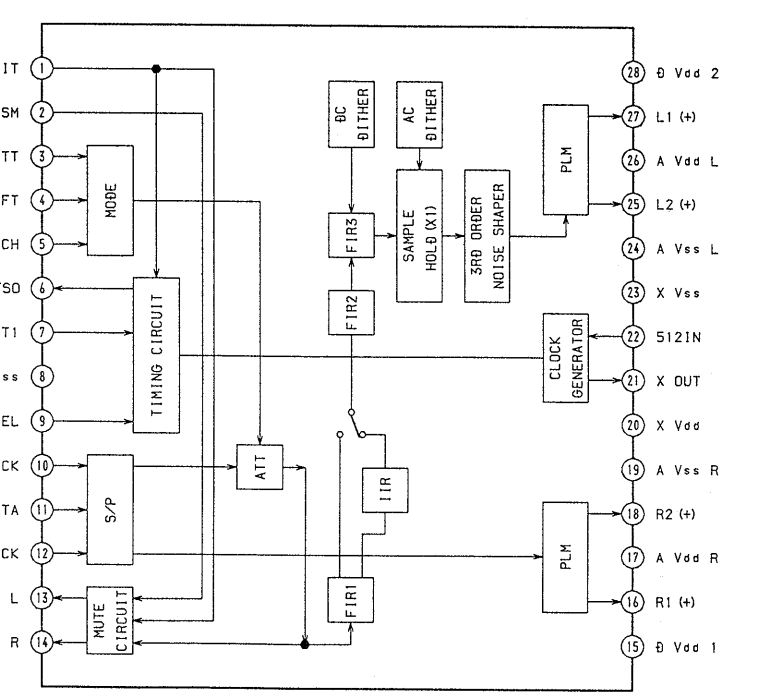 IT 1
SM 2
TT 3
FT 4
CH 5
SO 6
T1 7
ss 8
EL 9
CK 10
TA 11
CK 12
L 13
R 14
MODE
TIMING CIRCUIT
S/P
MUTE
CIRCUIT
ATT
DC
DITHER
AC
DITHER
FIR3
FIR2
SAMPLE
HOLD(X1)
3RD ORDER
NOISE SHAPER
IIR
FIR1
PLM
CLOCK
GENERATOR
PLM
28 D Vdd 2
27 L1 (+)
26 A Vdd L
25 L2 (+)
24 A Vss L
23 X Vss
22 512IN
21 X OUT
20 X Vdd
19 A Vss R
18 R2 (+)
17 A Vdd R
16 R1 (+)
15 D Vdd 1